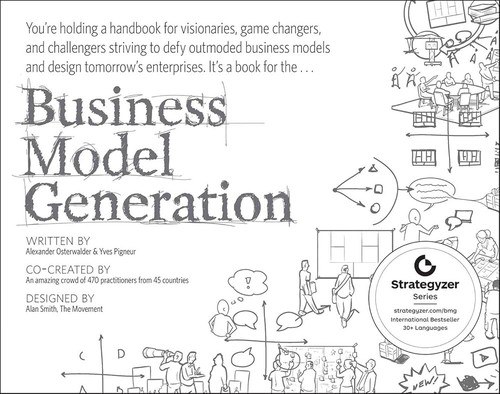 You're holding a handbook for visionaries, game changers,
and challengers striving to defy outmoded business models
and design tomorrow's enterprises. It's a book for the . . .
Business
Model
Generation
WRITTEN BY
Alexander Osterwalder & Yves Pigneur
CO-CREATED BY
An amazing crowd of 470 practitioners from 45 countries
DESIGNED BY
Alan Smith, The Movement
Strategyzer
Series
strategyzer.com/bmg
International Bestseller
30+ Languages
C D
NEW!